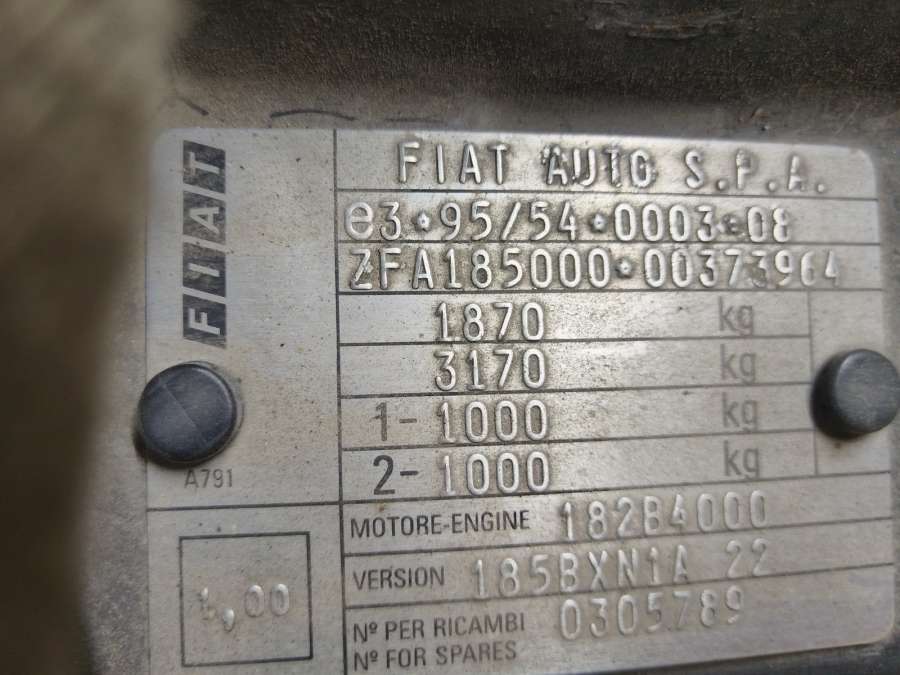 FIAT
FIAT AUTO S.P.A.
e3*95/54*0003*08
ZFA185000*00373964
1870 kg
3170 kg
1- 1000 kg
2- 1000 kg
A791
MOTORE-ENGINE 182B4000
VERSION 185BXN1A 22
Nº PER RICAMBI 0305789
Nº FOR SPARES
1,00